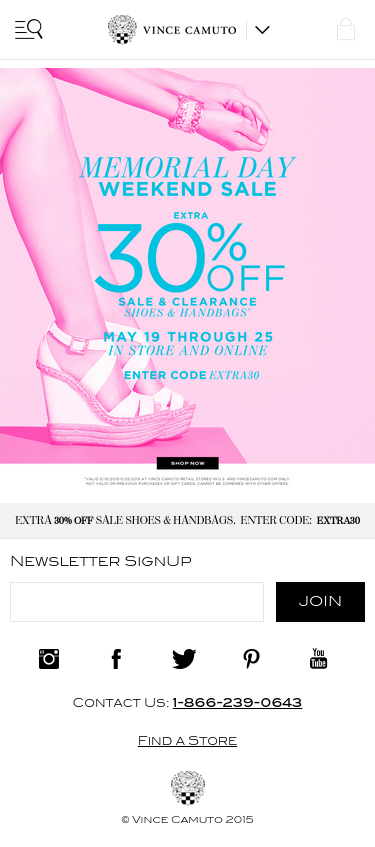 VINCE CAMUTO
MEMORIAL DAY
WEEKEND SALE
EXTRA
30% OFF
SALE & CLEARANCE
SHOES & HANDBAGS*
MAY 19 THROUGH 25
IN STORE AND ONLINE
ENTER CODE EXTRA30
SHOP NOW
*VALID 5/19/2015-5/25/2015 AT VINCE CAMUTO RETAIL STORES IN U.S. AND VINCECAMUTO.COM ONLY.
NOT VALID ON PREVIOUS PURCHASES OR GIFT CARDS. CANNOT BE COMBINED WITH OTHER OFFERS.
EXTRA 30% OFF SALE SHOES & HANDBAGS. ENTER CODE: EXTRA30
Newsletter SignUp
JOIN
You
Tube
Contact Us: 1-866-239-0643
Find a Store
© Vince Camuto 2015